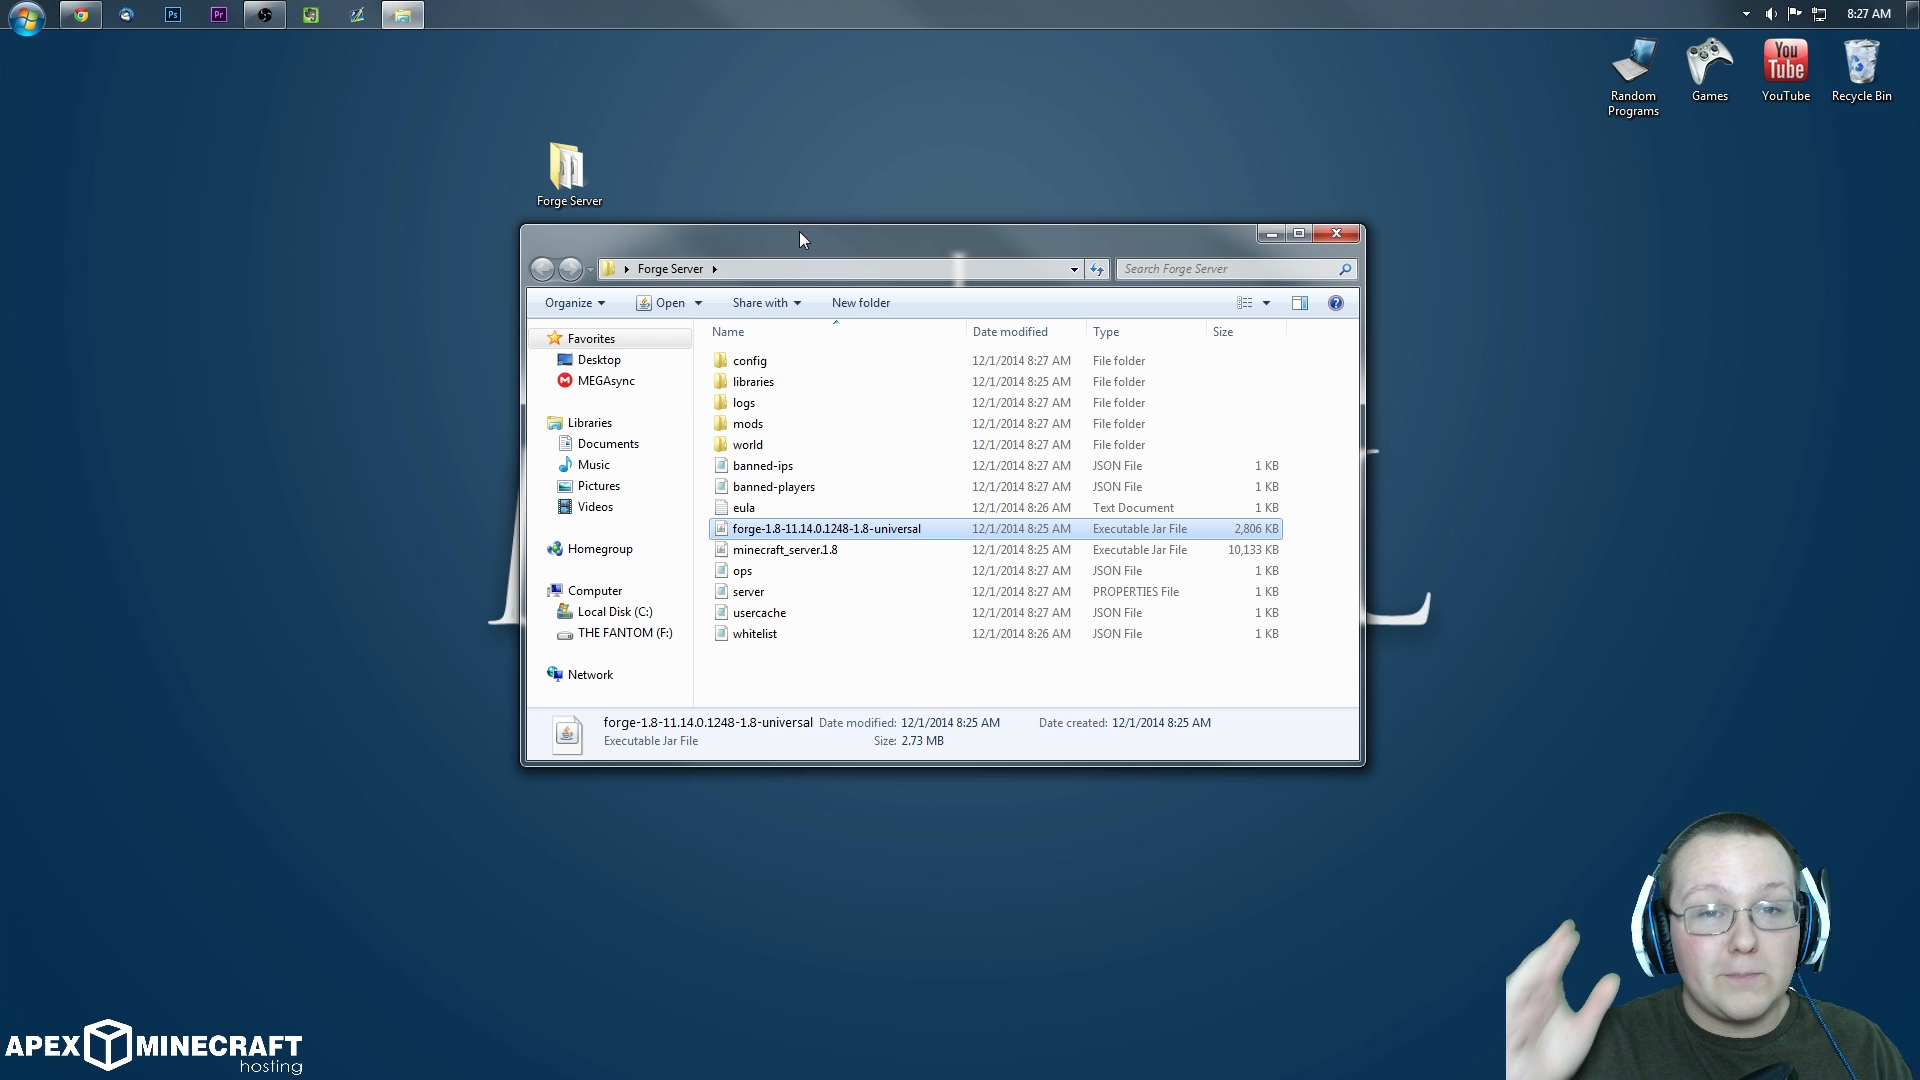 Ps
Pr
8:27 AM
You
Tube
Random
Programs
Games
YouTube
Recycle Bin
Forge Server
Forge Server
Search Forge Server
Organize
Open
Share with
New folder
Name Date modified Type Size
Favorites
Desktop
MEGAsync
Libraries
Documents
Music
Pictures
Videos
Homegroup
Computer
Local Disk (C:)
THE FANTOM (F:)
Network
config 12/1/2014 8:27 AM File folder
libraries 12/1/2014 8:25 AM File folder
logs 12/1/2014 8:27 AM File folder
mods 12/1/2014 8:27 AM File folder
world 12/1/2014 8:27 AM File folder
banned-ips 12/1/2014 8:27 AM JSON File 1 KB
banned-players 12/1/2014 8:27 AM JSON File 1 KB
eula 12/1/2014 8:26 AM Text Document 1 KB
forge-1.8-11.14.0.1248-1.8-universal 12/1/2014 8:25 AM Executable Jar File 2,806 KB
minecraft_server.1.8 12/1/2014 8:25 AM Executable Jar File 10,133 KB
ops 12/1/2014 8:27 AM JSON File 1 KB
server 12/1/2014 8:27 AM PROPERTIES File 1 KB
usercache 12/1/2014 8:27 AM JSON File 1 KB
whitelist 12/1/2014 8:26 AM JSON File 1 KB
forge-1.8-11.14.0.1248-1.8-universal Date modified: 12/1/2014 8:25 AM Date created: 12/1/2014 8:25 AM
Executable Jar File Size: 2.73 MB
APEX MINECRAFT
hosting